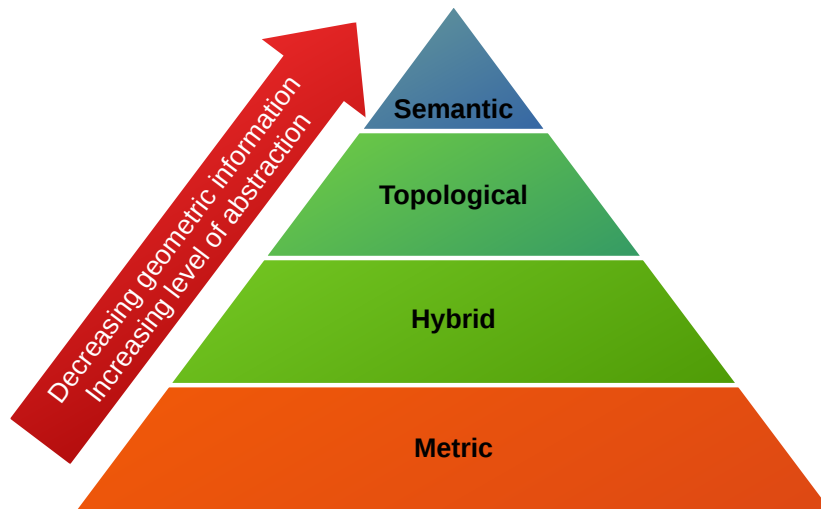 Semantic
Topological
Hybrid
Metric
Decreasing geometric information
Increasing level of abstraction